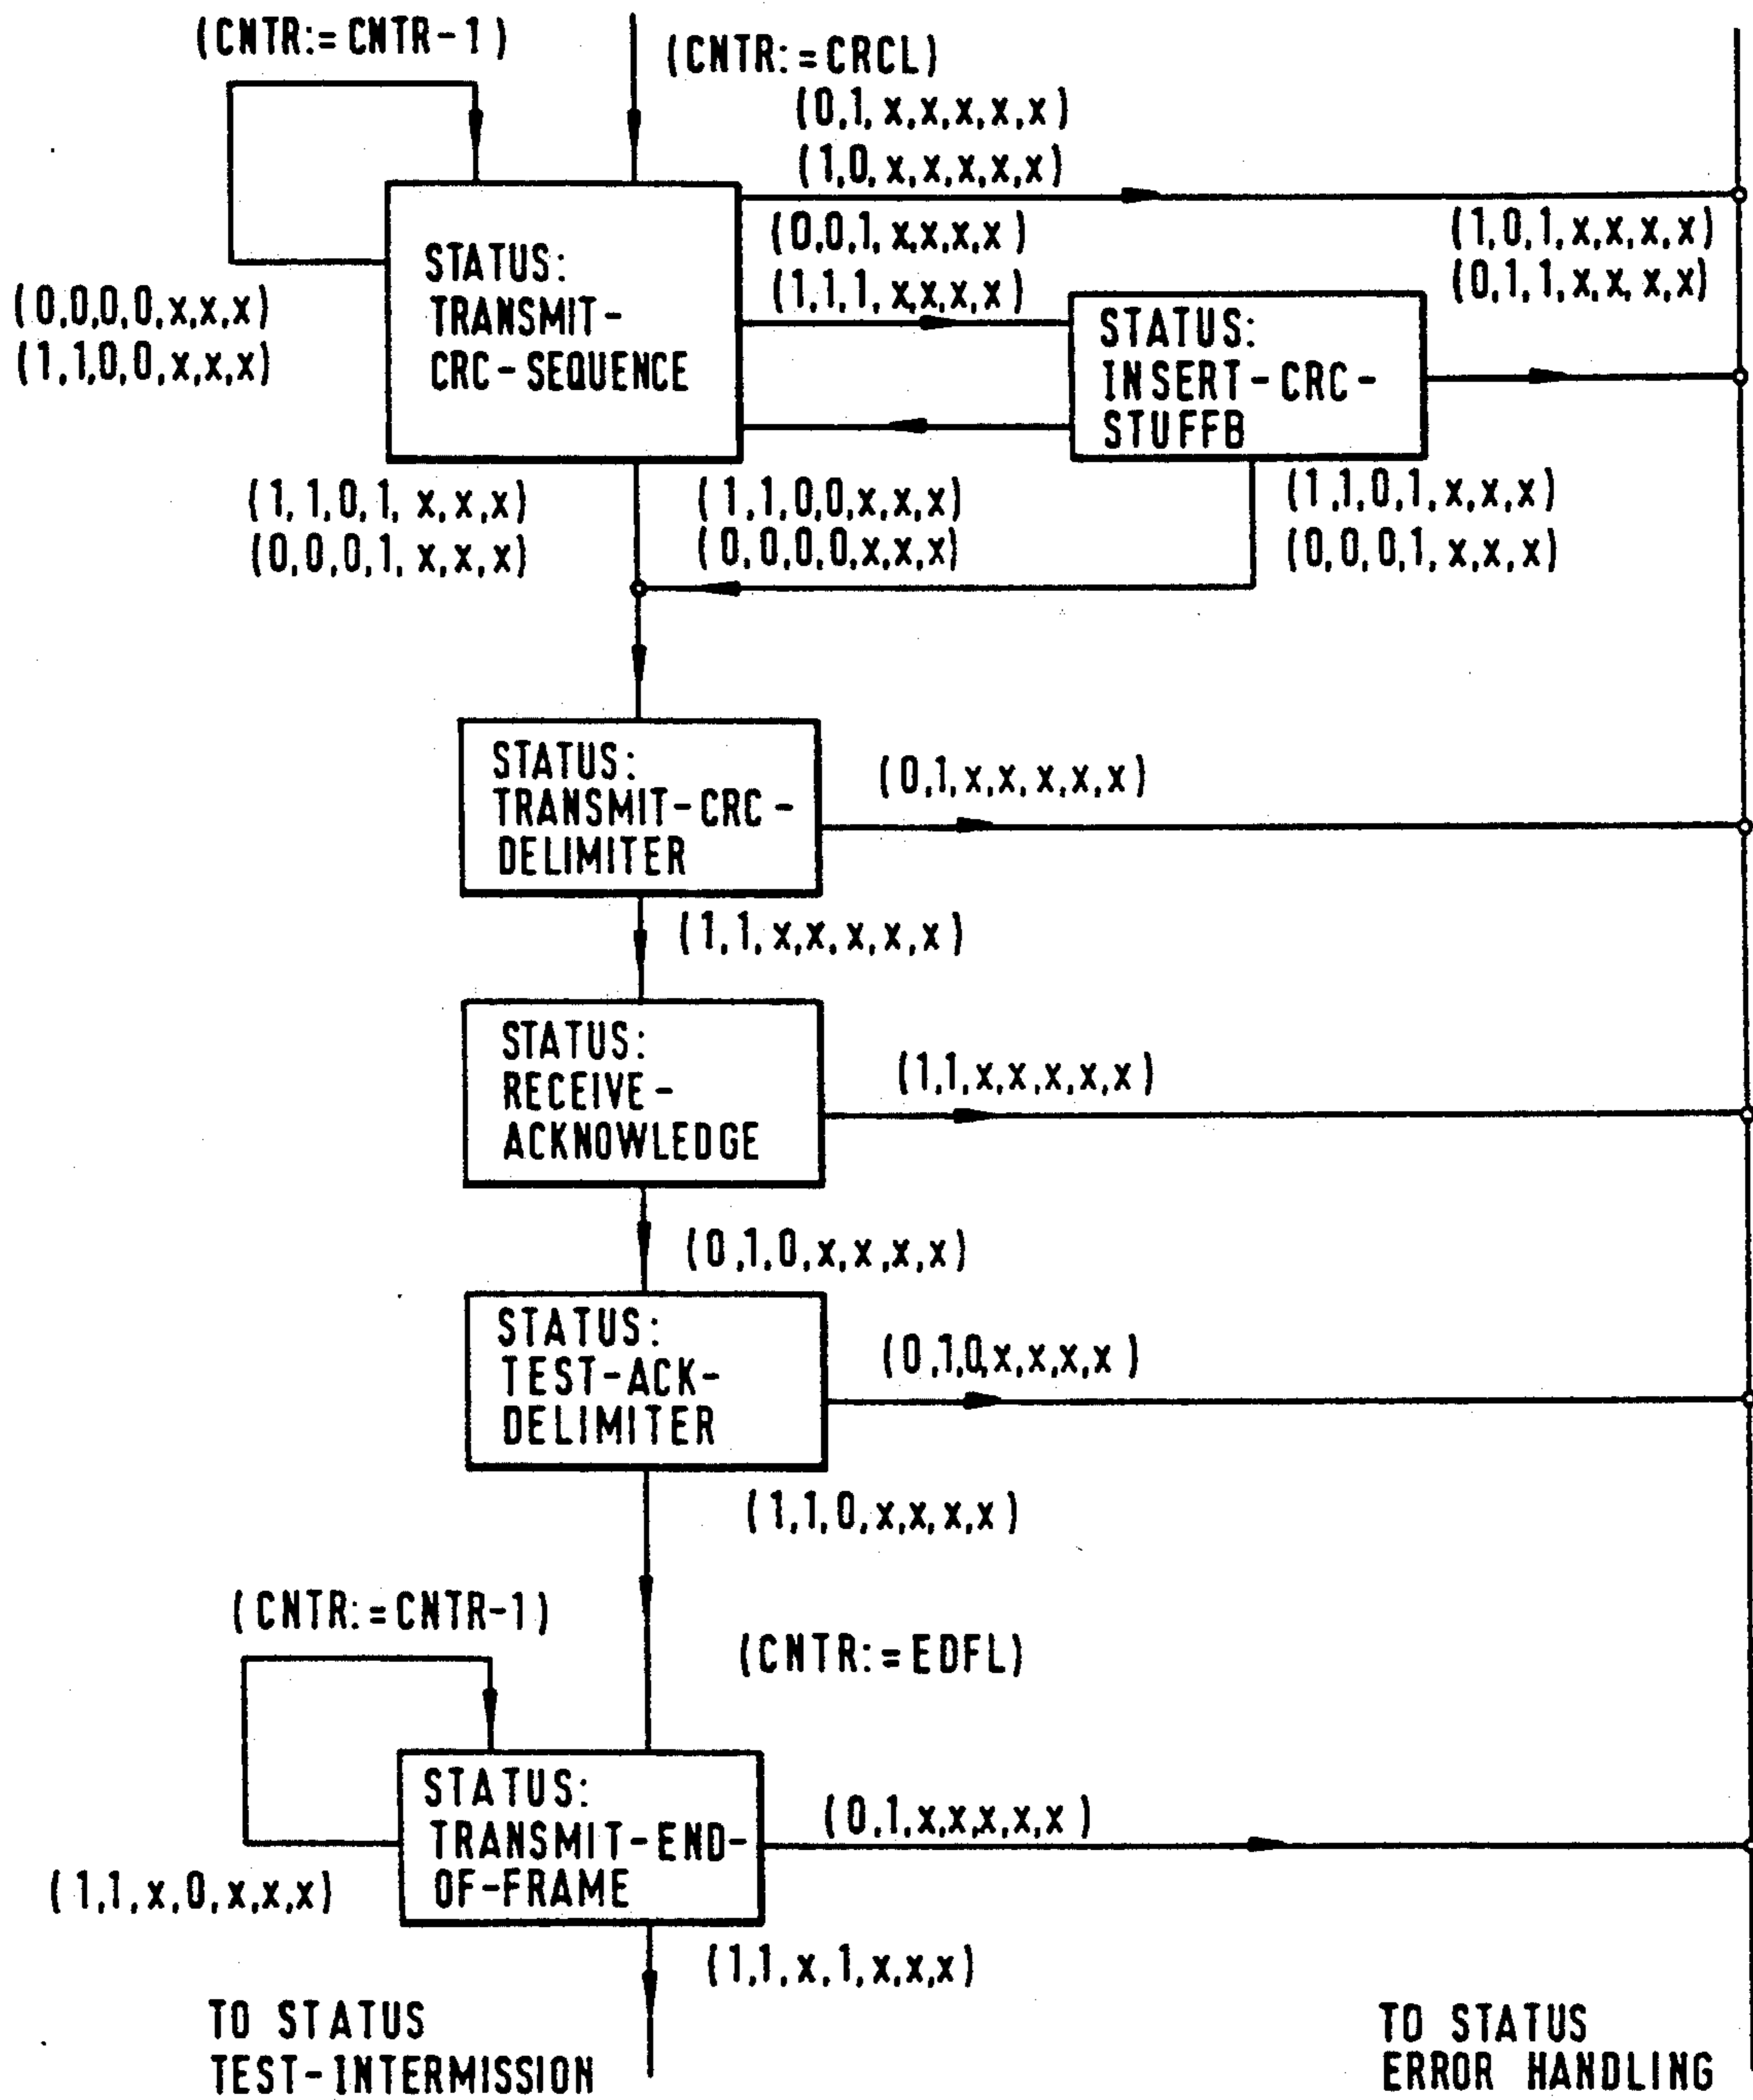 (CNTR:=CNTR-1)
(CNTR:=CRCL)
(0,1,x,x,x,x,x)
(1,0,x,x,x,x,x)
(0,0,1,x,x,x,x)
(1,1,1,x,x,x,x)
(1,0,1,x,x,x,x)
(0,1,1,x,x,x,x)
STATUS:
TRANSMIT-
CRC-SEQUENCE
(0,0,0,0,x,x,x)
(1,1,0,0,x,x,x)
STATUS:
INSERT-CRC-
STUFFB
(1,1,0,1,x,x,x)
(0,0,0,1,x,x,x)
(1,1,0,0,x,x,x)
(0,0,0,0,x,x,x)
(1,1,0,1,x,x,x)
(0,0,0,1,x,x,x)
STATUS:
TRANSMIT-CRC-
DELIMITER
(0,1,x,x,x,x,x)
(1,1,x,x,x,x,x)
STATUS:
RECEIVE-
ACKNOWLEDGE
(1,1,x,x,x,x,x)
(0,1,0,x,x,x,x)
STATUS:
TEST-ACK-
DELIMITER
(0,1,0,x,x,x,x)
(1,1,0,x,x,x,x)
(CNTR:=CNTR-1)
(CNTR:=EDFL)
STATUS:
TRANSMIT-END-
OF-FRAME
(0,1,x,x,x,x,x)
(1,1,x,0,x,x,x)
(1,1,x,1,x,x,x)
TO STATUS
TEST-INTERMISSION
TO STATUS
ERROR HANDLING